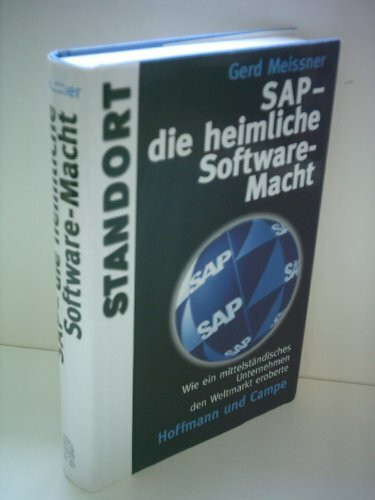 Gerd Meissner
SAP–
die heimliche
Software-
Macht
STANDORT
SAP
SAP
SAP
Wie ein mittelständisches
Unternehmen
den Weltmarkt eroberte
Hoffmann und Campe
SAP – die heimliche
Software-Macht